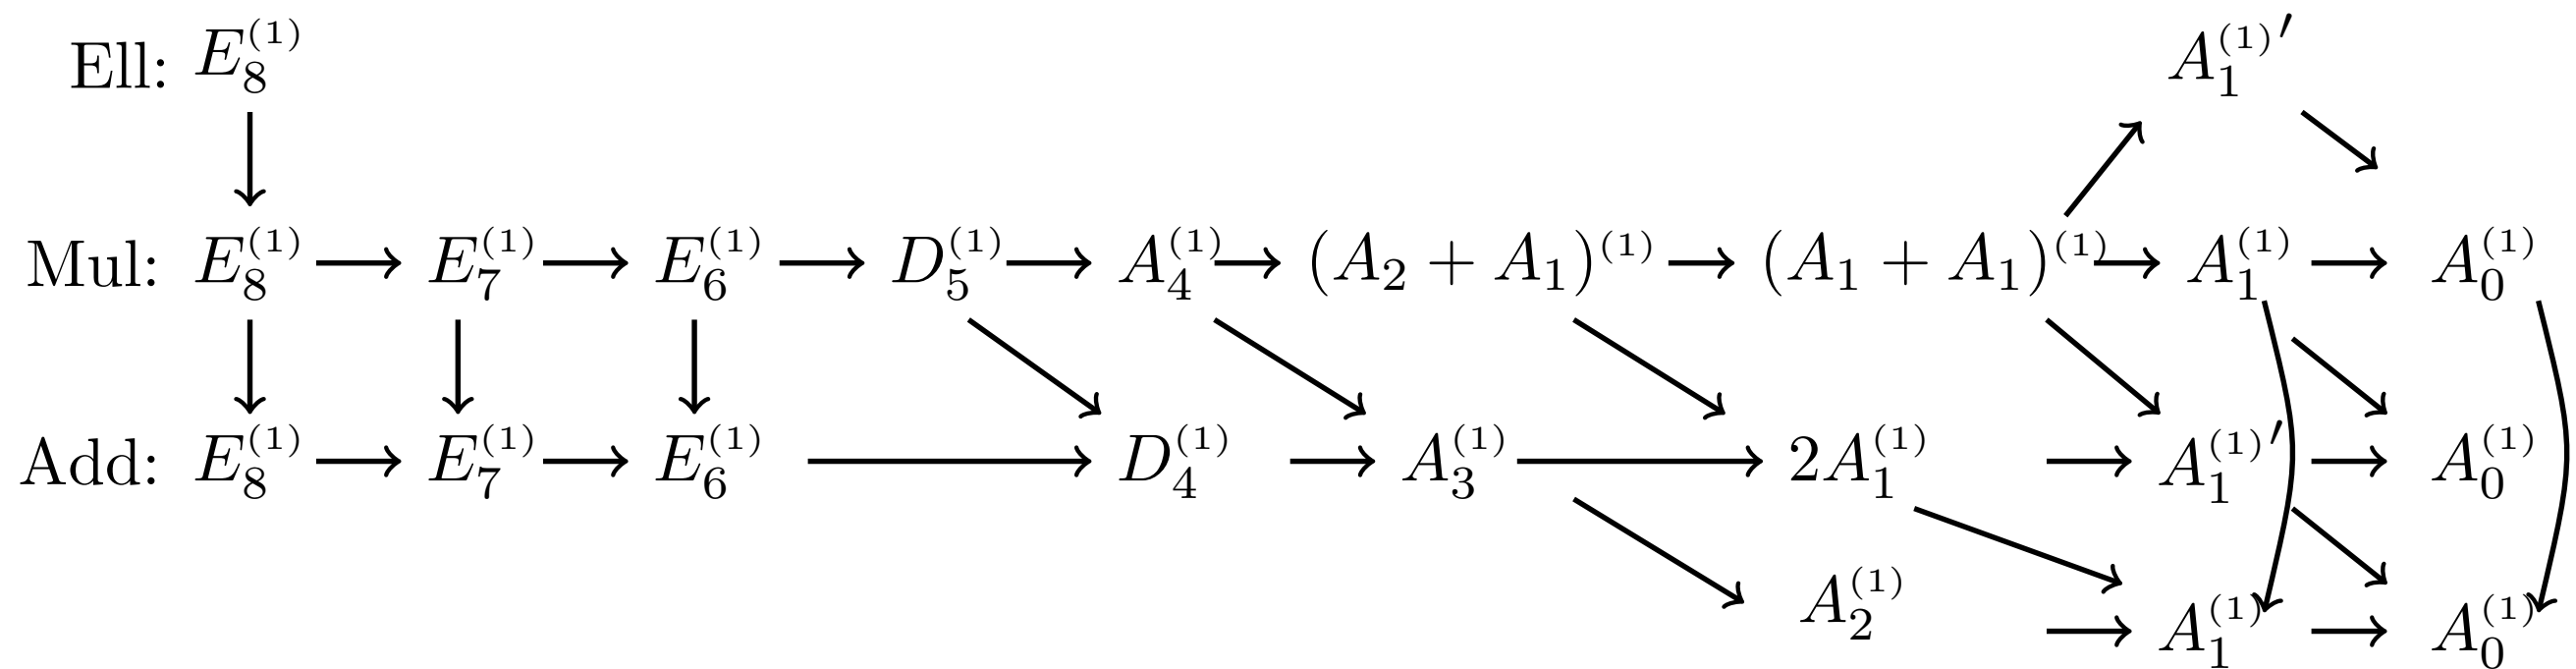 Ell: E_8^{(1)} A_1^{(1)}′
Mul: E_8^{(1)} E_7^{(1)} E_6^{(1)} D_5^{(1)} A_4^{(1)} (A_2 + A_1)^{(1)} (A_1 + A_1)^{(1)} A_1^{(1)} A_0^{(1)}
Add: E_8^{(1)} E_7^{(1)} E_6^{(1)} D_4^{(1)} A_3^{(1)} 2A_1^{(1)} A_1^{(1)}′ A_0^{(1)}
A_2^{(1)} A_1^{(1)} A_0^{(1)}